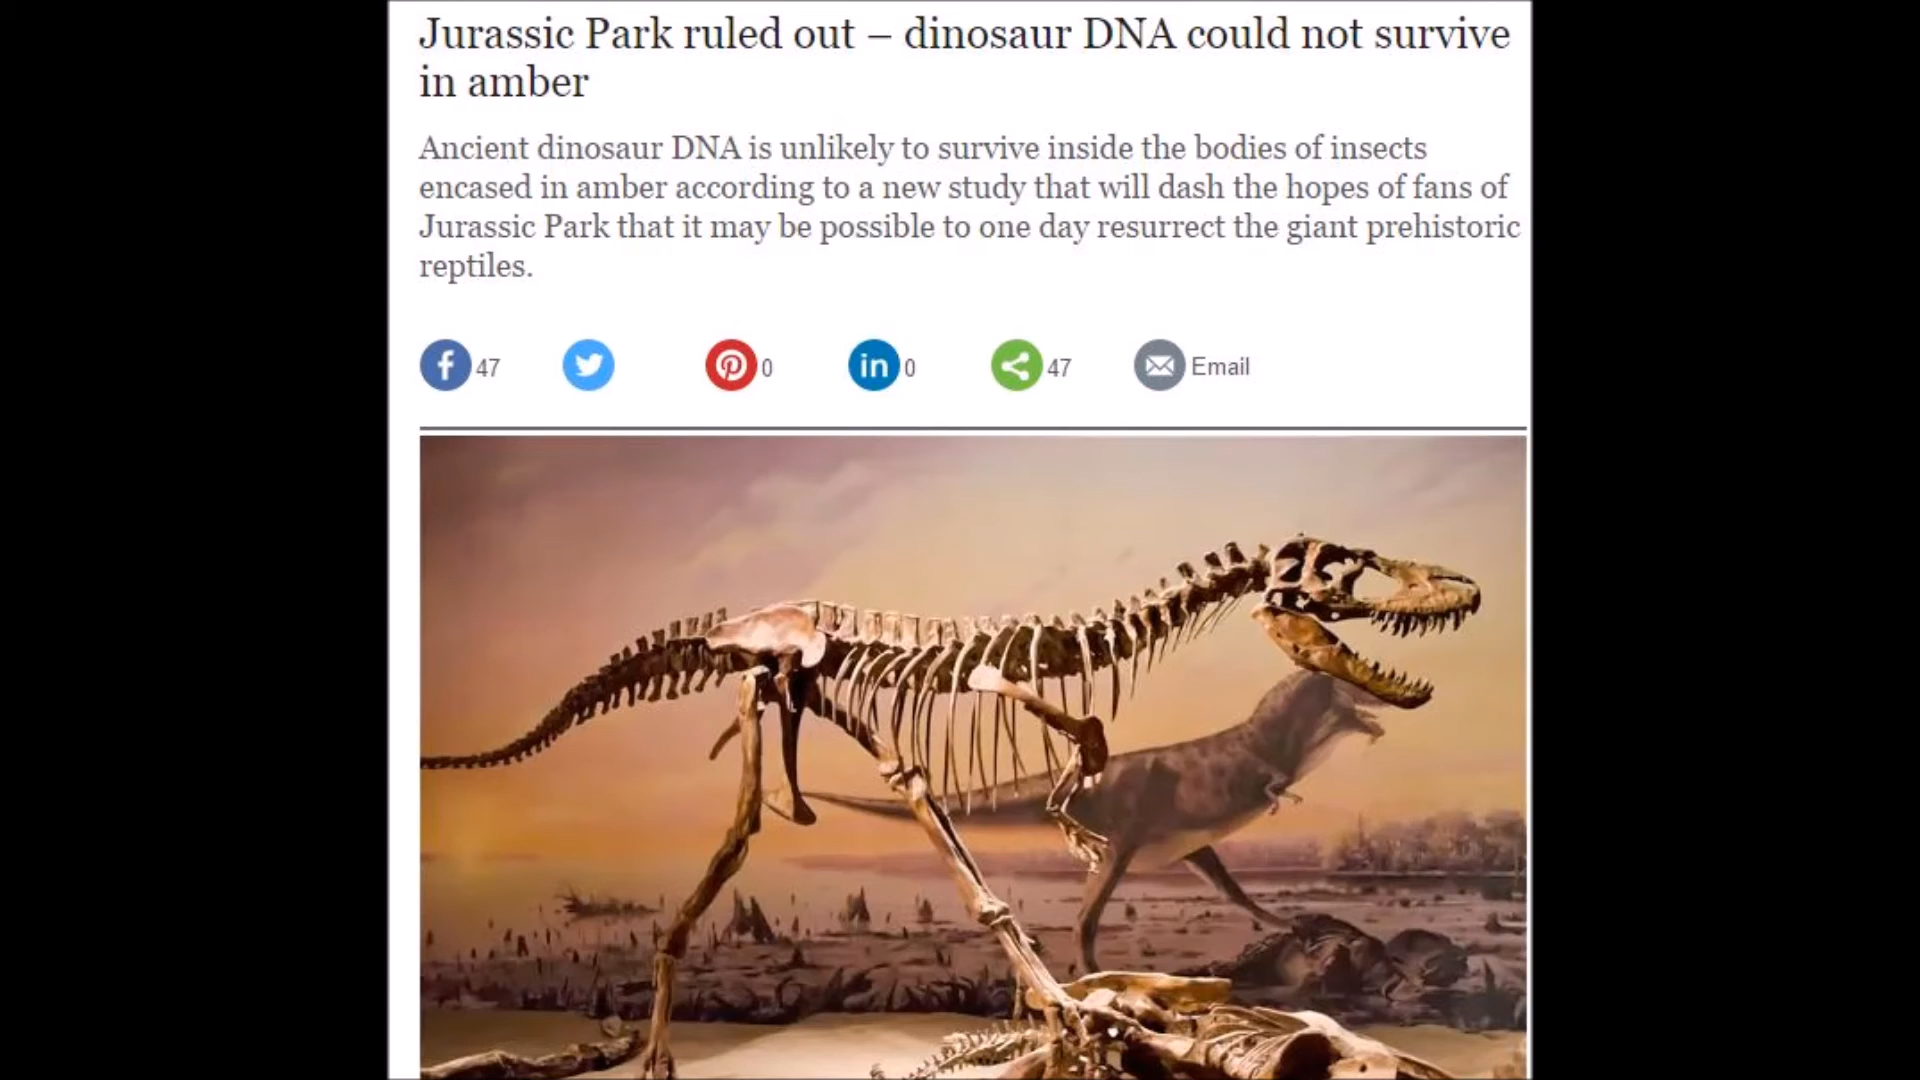 Jurassic Park ruled out – dinosaur DNA could not survive
in amber
Ancient dinosaur DNA is unlikely to survive inside the bodies of insects
encased in amber according to a new study that will dash the hopes of fans of
Jurassic Park that it may be possible to one day resurrect the giant prehistoric
reptiles.
f 47 0 in 0 47 Email